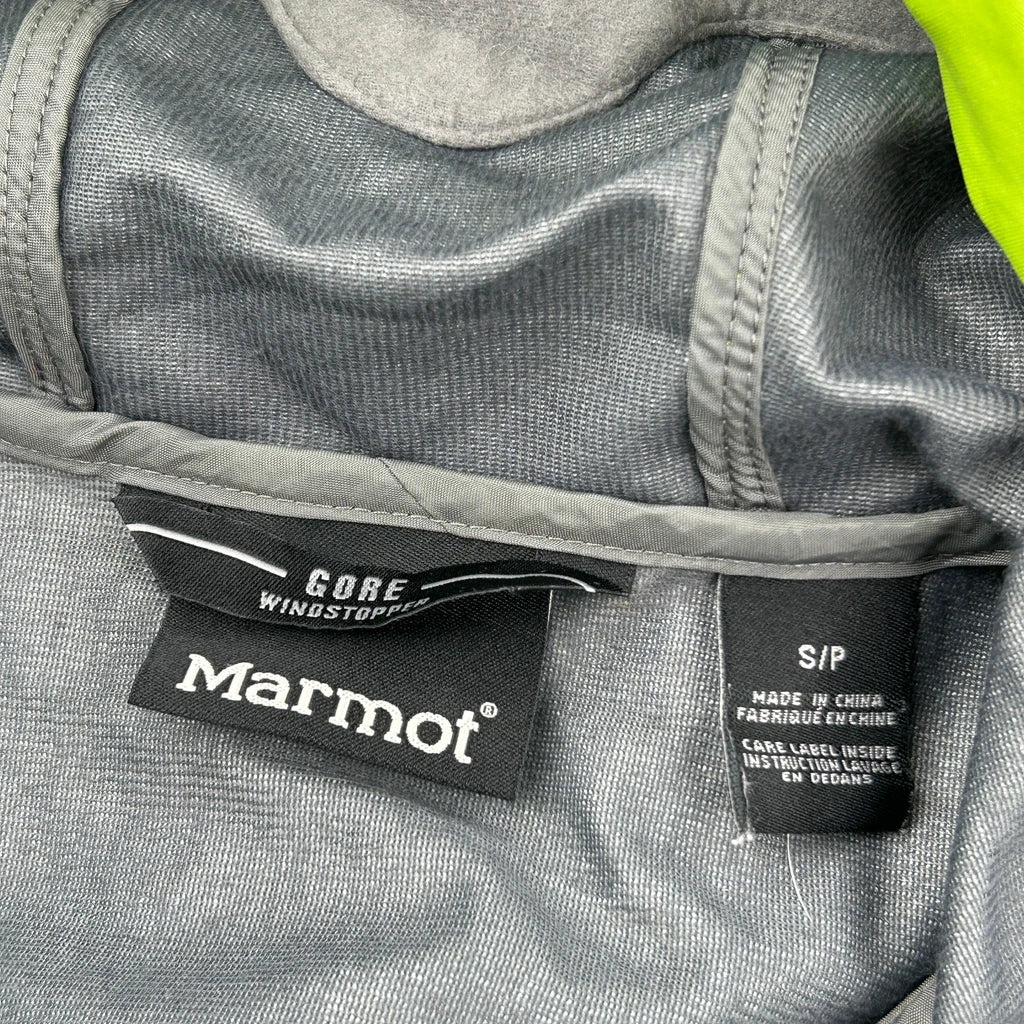 GORE
WINDSTOPPER
Marmot®
S/P
MADE IN CHINA
FABRIQUÉ EN CHINE
CARE LABEL INSIDE
INSTRUCTION LAVAGE
EN DEDANS